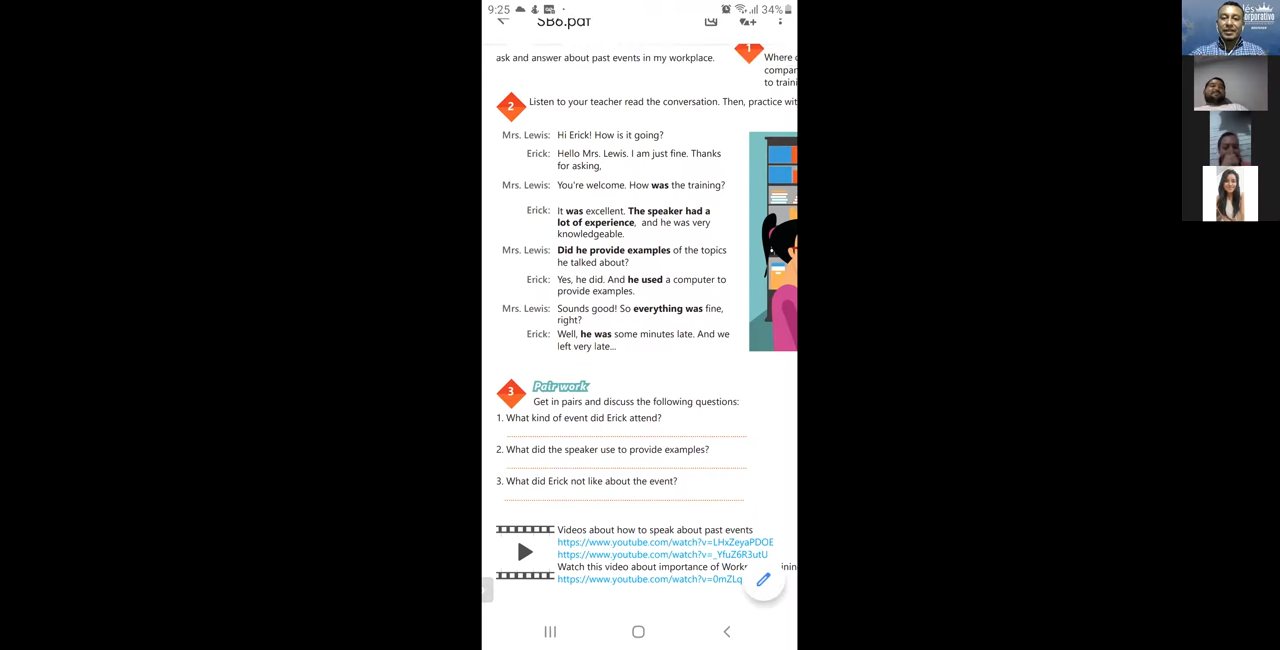 9:25
34%
SB6.pdf
ask and answer about past events in my workplace.
1
Where
to
2
Listen to your teacher read the conversation. Then, practice
Mrs. Lewis: Hi Erick! How is it going?
Erick: Hello Mrs. Lewis. I am just fine. Thanks
for asking,
Mrs. Lewis: You're welcome. How was the training?
Erick: It was excellent. The speaker had a
lot of experience, and he was very
knowledgeable.
Mrs. Lewis: Did he provide examples of the topics
he talked about?
Erick: Yes, he did. And he used a computer to
provide examples.
Mrs. Lewis: Sounds good! So everything was fine,
right?
Erick: Well, he was some minutes late. And we
left very late...
3
Pair work
Get in pairs and discuss the following questions:
1. What kind of event did Erick attend?
2. What did the speaker use to provide examples?
3. What did Erick not like about the event?
Videos about how to speak about past events
https://www.youtube.com/watch?v=LHxZeyaPDOE
https://www.youtube.com/watch?v=_YfuZ6R3utU
Watch this video about importance of
https://www.youtube.com/watch?v=0mZLq